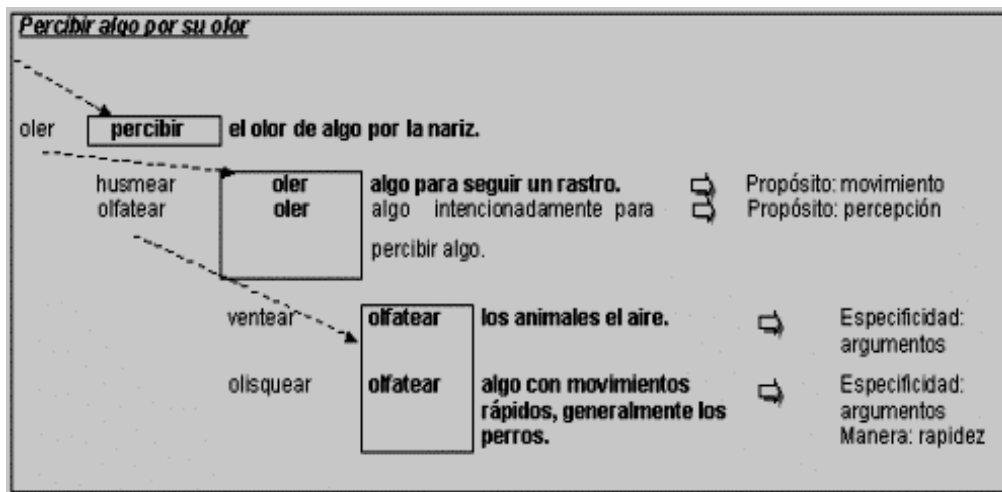 Percibir algo por su olor
oler percibir el olor de algo por la nariz.
husmear oler algo para seguir un rastro. Propósito: movimiento
olfatear oler algo intencionadamente para Propósito: percepción
percibir algo.
ventear olfatear los animales el aire. Especificidad:
argumentos
olisquear olfatear algo con movimientos Especificidad:
rápidos, generalmente los argumentos
perros. Manera: rapidez